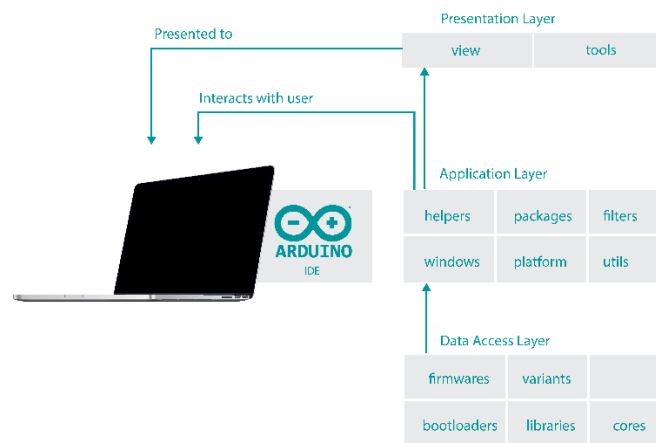 Presentation Layer
Presented to
view tools
Interacts with user
Application Layer
helpers packages filters
ARDUINO
IDE
windows platform utils
Data Access Layer
firmwares variants
bootloaders libraries cores